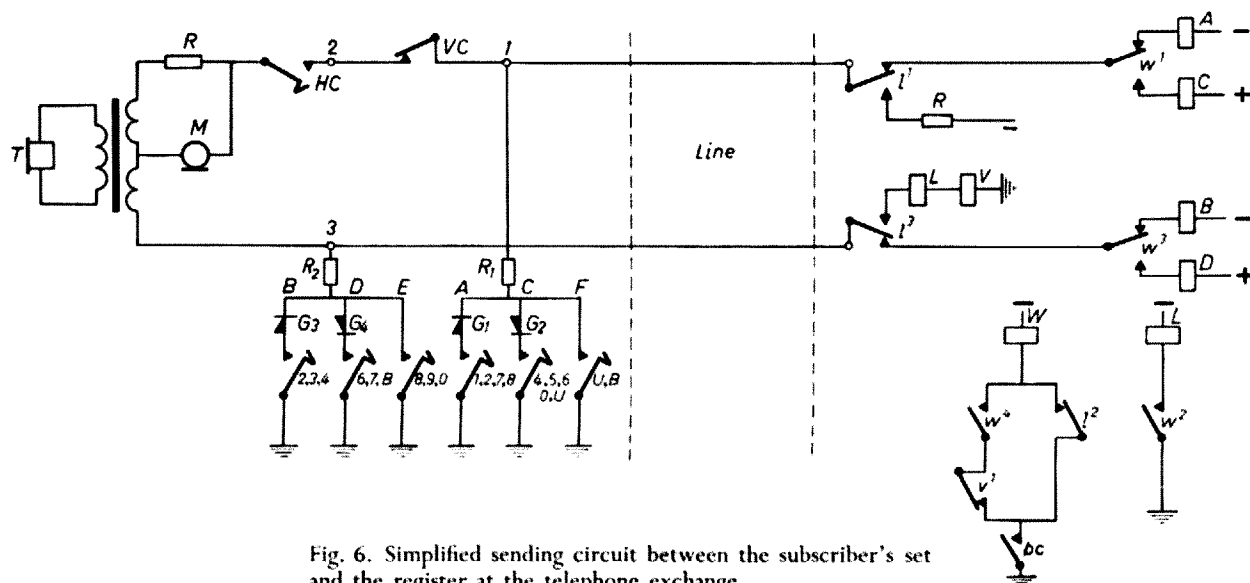 A −
R 2 VC 1 w¹
HC l¹ C +
R −
T M Line
L V
B −
3 l³ w³
R₂ R₁ D +
B D E A C F
G₃ G₄ G₁ G₂ − W − L
2,3,4 6,7,B 8,9,0 1,2,7,8 4,5,6 U,B
0,U
w⁴ l² w²
v¹
bc
Fig. 6. Simplified sending circuit between the subscriber's set
and the register at the telephone exchange.